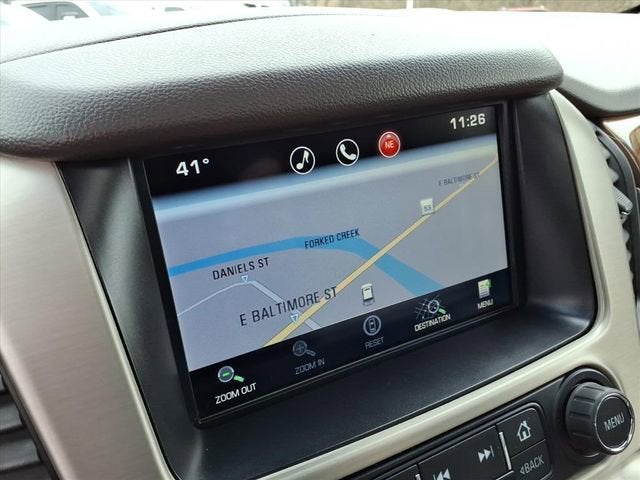 41°
NE
11:26
E BALTIMORE ST
53
FORKED CREEK
DANIELS ST
E BALTIMORE ST
ZOOM OUT
ZOOM IN
RESET
DESTINATION
MENU
MENU
BACK